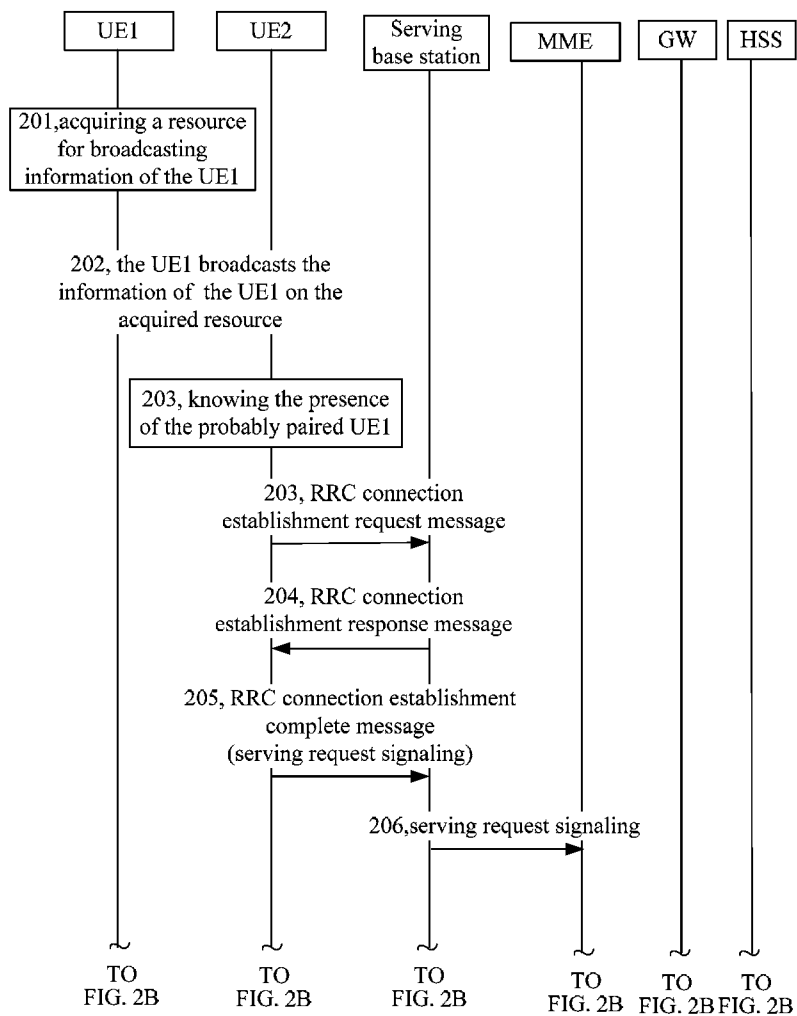 UE1
UE2
Serving
base station
MME
GW
HSS
201,acquiring a resource
for broadcasting
information of the UE1
202, the UE1 broadcasts the
information of the UE1 on the
acquired resource
203, knowing the presence
of the probably paired UE1
203, RRC connection
establishment request message
204, RRC connection
establishment response message
205, RRC connection establishment
complete message
(serving request signaling)
206,serving request signaling
TO
FIG. 2B
TO
FIG. 2B
TO
FIG. 2B
TO
FIG. 2B
TO
FIG. 2B
TO
FIG. 2B